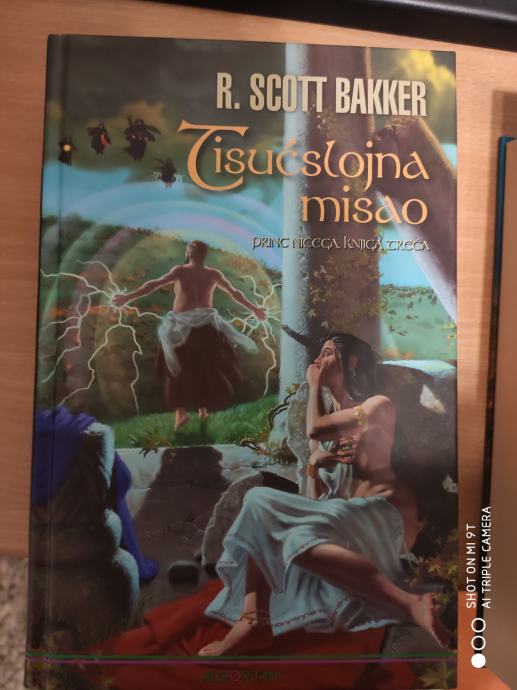 R. SCOTT BAKKER
Tisućslojna
misao
PRINC NIČEGA, KNJIGA TREĆA
ALGORITAM
SHOT ON MI 9T
AI TRIPLE CAMERA